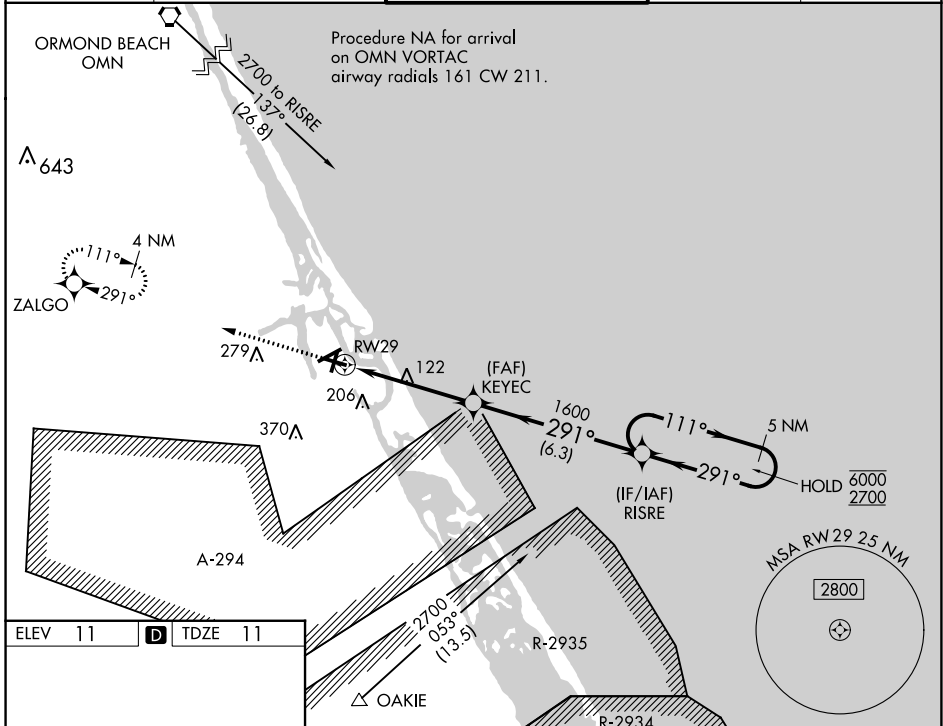 ORMOND BEACH
OMN
Procedure NA for arrival
on OMN VORTAC
airway radials 161 CW 211.
2700 to RISRE
137°
(26.8)
643
4 NM
111°
291°
ZALGO
279
RW29
122
206
370
(FAF)
KEYEC
1600
291°
(6.3)
111°
5 NM
291°
HOLD 6000
2700
(IF/IAF)
RISRE
A-294
MSA RW29 25 NM
2800
2700
053°
(13.5)
R-2935
OAKIE
R-2934
ELEV 11 D TDZE 11